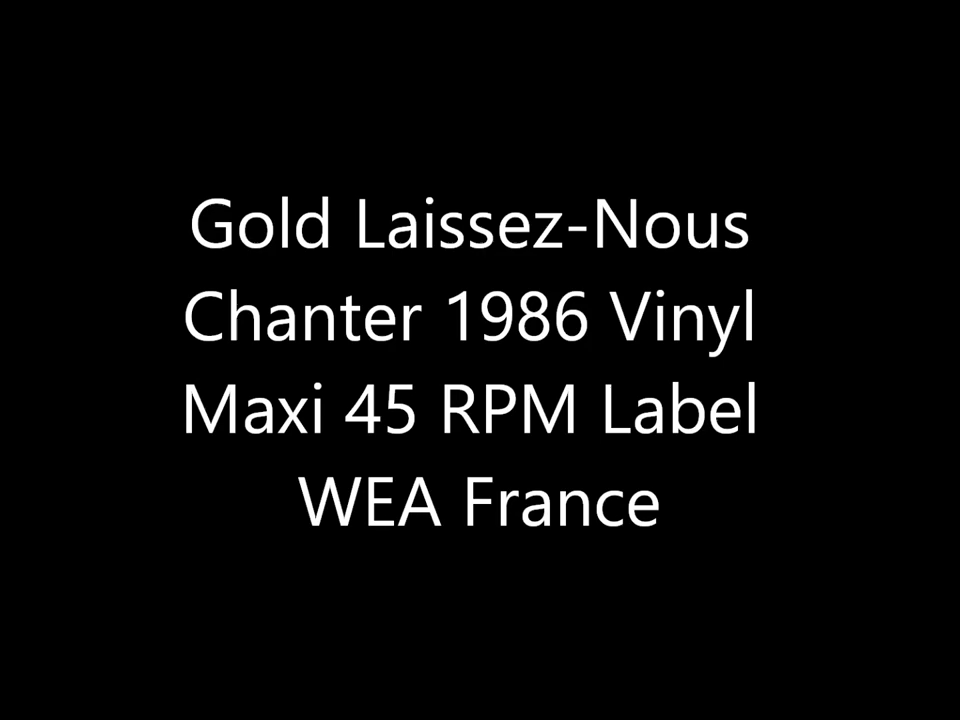 Gold Laissez-Nous
Chanter 1986 Vinyl
Maxi 45 RPM Label
WEA France